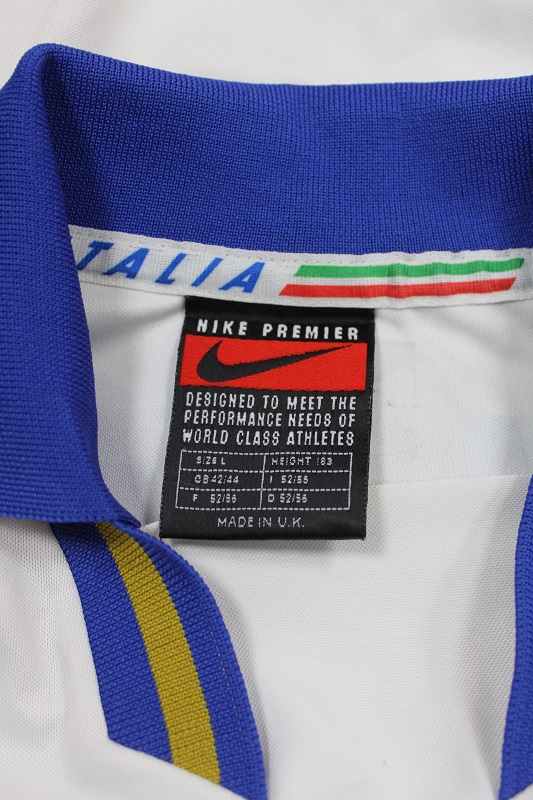 TALIA
NIKE PREMIER
DESIGNED TO MEET THE
PERFORMANCE NEEDS OF
WORLD CLASS ATHLETES
SIZE L HEIGHT 183
GB 42/44 I 52/56
F 52/56 D 52/56
MADE IN U.K.